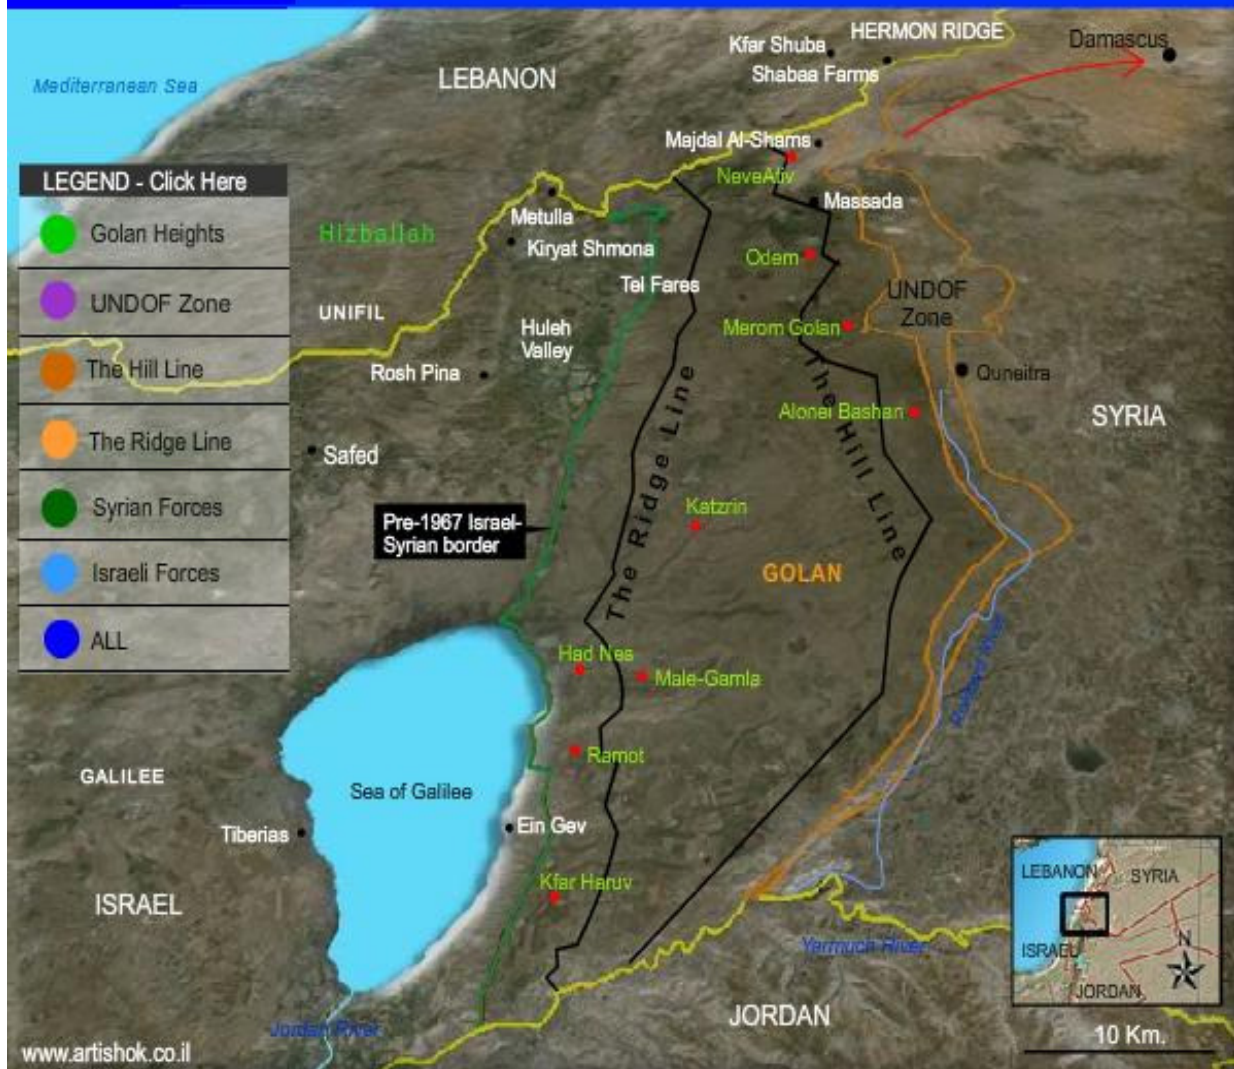 HERMON RIDGE
Kfar Shuba
Damascus
Shabaa Farms
LEBANON
Mediterranean Sea
Majdal Al-Shams
LEGEND - Click Here
NeveAtiv
Massada
Metulla
Golan Heights
Hizballah
Kiryat Shmona
Odem
Tel Fares
UNDOF
Zone
UNDOF Zone
UNIFIL
Huleh
Valley
Merom Golan
The Hill Line
Rosh Pina
Quneitra
Alonei Bashan
SYRIA
The Ridge Line
Safed
The Ridge Line
The Hill Line
Syrian Forces
Katzrin
Pre-1967 Israel-
Syrian border
Israeli Forces
GOLAN
ALL
Had Nes
Male-Gamla
Ramot
GALILEE
Sea of Galilee
Tiberias
Ein Gev
Kfar Haruv
ISRAEL
LEBANON
SYRIA
Yarmuch River
ISRAEL
N
JORDAN
JORDAN
Jordan River
10 Km.
www.artishok.co.il